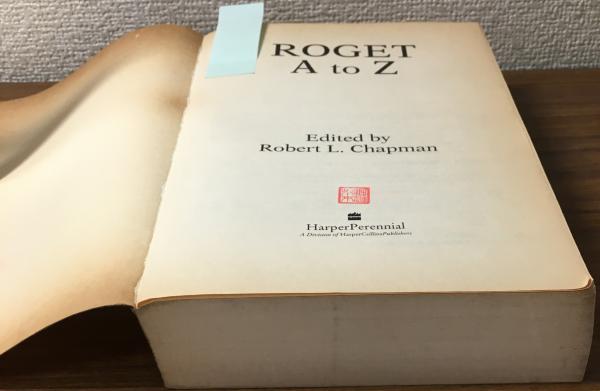 ROGET
A to Z
Edited by
Robert L. Chapman
HarperPerennial
A Division of HarperCollinsPublishers